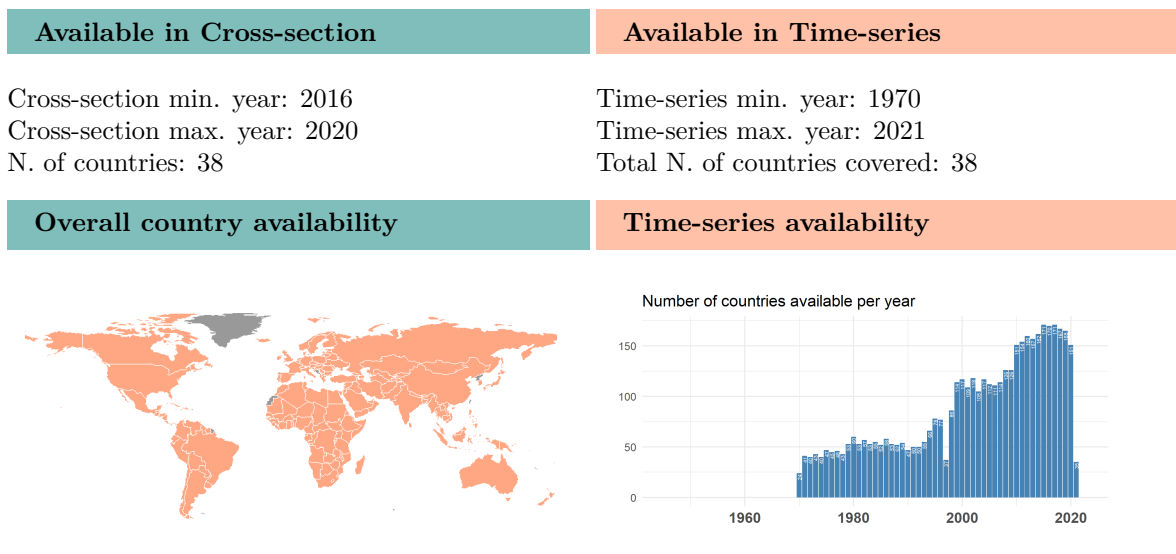 Available in Cross-section
Available in Time-series
Cross-section min. year: 2016
Cross-section max. year: 2020
N. of countries: 38
Time-series min. year: 1970
Time-series max. year: 2021
Total N. of countries covered: 38
Overall country availability
Time-series availability
Number of countries available per year
150
100
50
0
1960
1980
2000
2020